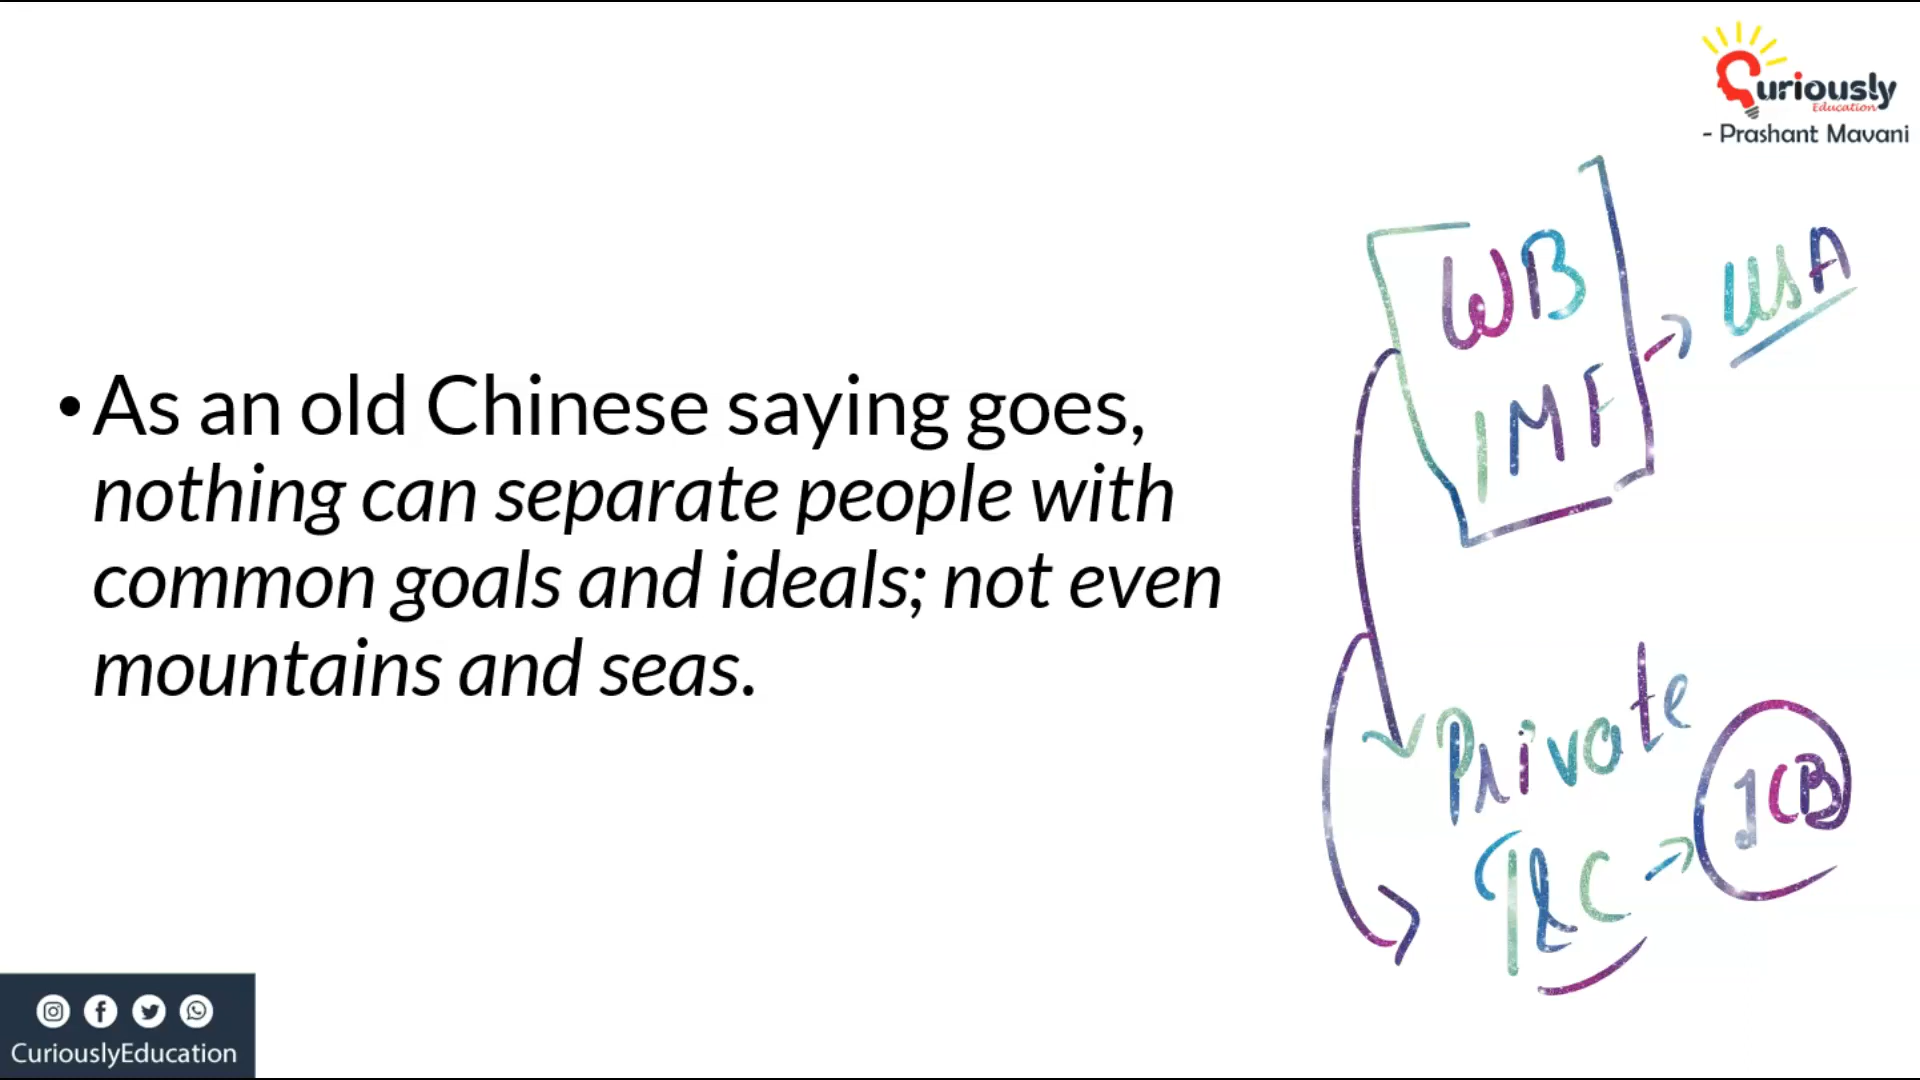 Curiously
Education
- Prashant Mavani
• As an old Chinese saying goes,
nothing can separate people with
common goals and ideals; not even
mountains and seas.
WB
IMF
USA
Private
JCB
T&C
CuriouslyEducation